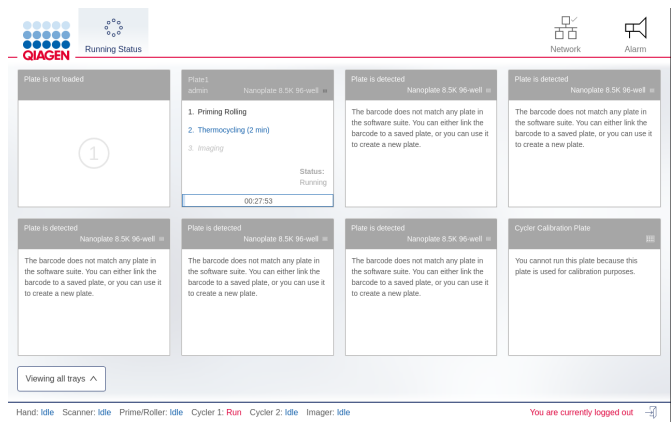 QIAGEN
Running Status
Network
Alarm
Plate is not loaded
1
Plate1
admin Nanoplate 8.5K 96-well
1. Priming Rolling
2. Thermocycling (2 min)
3. Imaging
Status:
Running
00:27:53
Plate is detected
Nanoplate 8.5K 96-well
The barcode does not match any plate in
the software suite. You can either link the
barcode to a saved plate, or you can use it
to create a new plate.
Plate is detected
Nanoplate 8.5K 96-well
The barcode does not match any plate in
the software suite. You can either link the
barcode to a saved plate, or you can use it
to create a new plate.
Plate is detected
Nanoplate 8.5K 96-well
The barcode does not match any plate in
the software suite. You can either link the
barcode to a saved plate, or you can use it
to create a new plate.
Plate is detected
Nanoplate 8.5K 96-well
The barcode does not match any plate in
the software suite. You can either link the
barcode to a saved plate, or you can use it
to create a new plate.
Plate is detected
Nanoplate 8.5K 96-well
The barcode does not match any plate in
the software suite. You can either link the
barcode to a saved plate, or you can use it
to create a new plate.
Cycler Calibration Plate
You cannot run this plate because this
plate is used for calibration purposes.
Viewing all trays
Hand: Idle Scanner: Idle Prime/Roller: Idle Cycler 1: Run Cycler 2: Idle Imager: Idle You are currently logged out